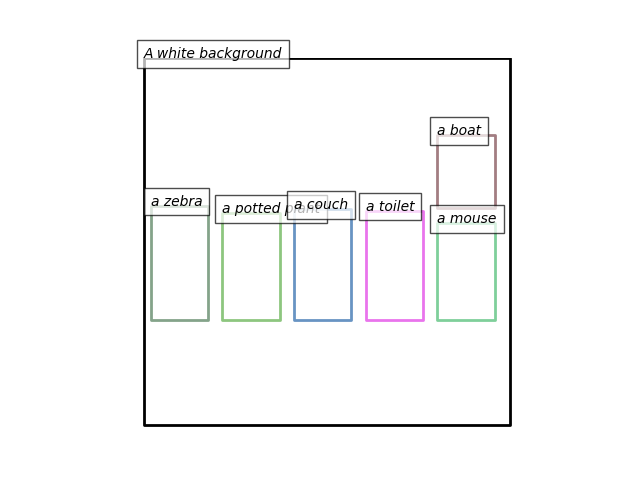 A white background
a boat
a zebra
a potted plant
a couch
a toilet
a mouse